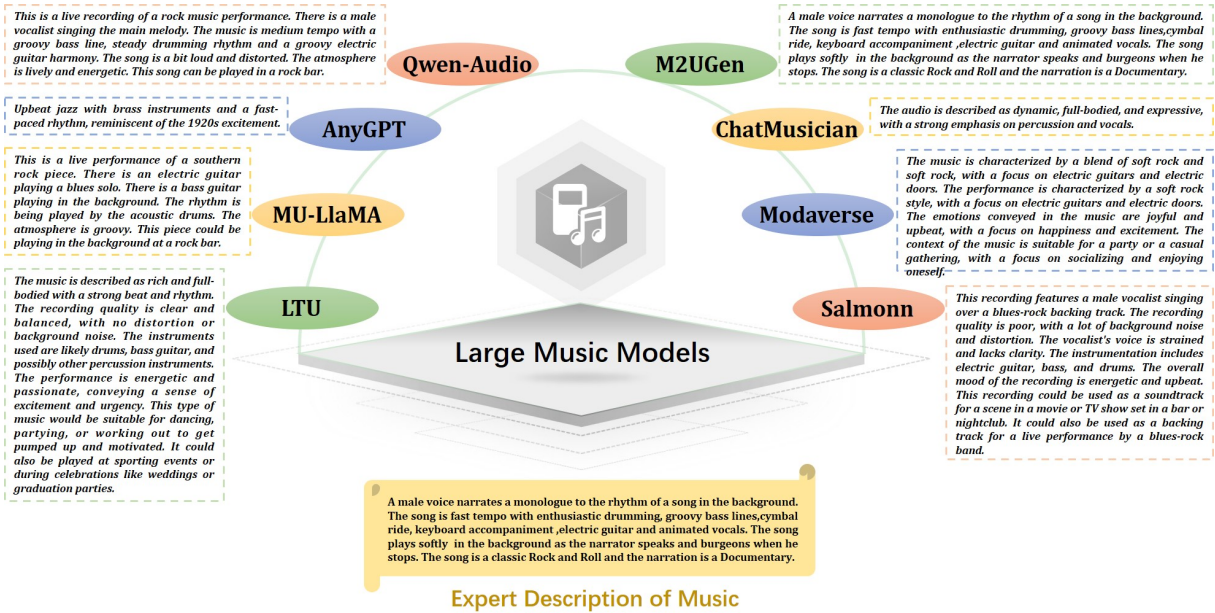 This is a live recording of a rock music performance. There is a male
vocalist singing the main melody. The music is medium tempo with a
groovy bass line, steady drumming rhythm and a groovy electric
guitar harmony. The song is a bit loud and distorted. The atmosphere
is lively and energetic. This song can be played in a rock bar.
Qwen-Audio
M2UGen
A male voice narrates a monologue to the rhythm of a song in the background.
The song is fast tempo with enthusiastic drumming, groovy bass lines,cymbal
ride, keyboard accompaniment ,electric guitar and animated vocals. The song
plays softly in the background as the narrator speaks and burgeons when he
stops. The song is a classic Rock and Roll and the narration is a Documentary.
Upbeat jazz with brass instruments and a fast-
paced rhythm, reminiscent of the 1920s excitement.
AnyGPT
ChatMusician
The audio is described as dynamic, full-bodied, and expressive,
with a strong emphasis on percussion and vocals.
This is a live performance of a southern
rock piece. There is an electric guitar
playing a blues solo. There is a bass guitar
playing in the background. The rhythm is
being played by the acoustic drums. The
atmosphere is groovy. This piece could be
playing in the background at a rock bar.
MU-LlaMA
Modaverse
The music is characterized by a blend of soft rock and
soft rock, with a focus on electric guitars and electric
doors. The performance is characterized by a soft rock
style, with a focus on electric guitars and electric doors.
The emotions conveyed in the music are joyful and
upbeat, with a focus on happiness and excitement. The
context of the music is suitable for a party or a casual
gathering, with a focus on socializing and enjoying
oneself.
The music is described as rich and full-
bodied with a strong beat and rhythm.
The recording quality is clear and
balanced, with no distortion or
background noise. The instruments
used are likely drums, bass guitar, and
possibly other percussion instruments.
The performance is energetic and
passionate, conveying a sense of
excitement and urgency. This type of
music would be suitable for dancing,
partying, or working out to get
pumped up and motivated. It could
also be played at sporting events or
during celebrations like weddings or
graduation parties.
LTU
Salmonn
This recording features a male vocalist singing
over a blues-rock backing track. The recording
quality is poor, with a lot of background noise
and distortion. The vocalist's voice is strained
and lacks clarity. The instrumentation includes
electric guitar, bass, and drums. The overall
mood of the recording is energetic and upbeat.
This recording could be used as a soundtrack
for a scene in a movie or TV show set in a bar or
nightclub. It could also be used as a backing
track for a live performance by a blues-rock
band.
Large Music Models
A male voice narrates a monologue to the rhythm of a song in the background.
The song is fast tempo with enthusiastic drumming, groovy bass lines,cymbal
ride, keyboard accompaniment ,electric guitar and animated vocals. The song
plays softly in the background as the narrator speaks and burgeons when he
stops. The song is a classic Rock and Roll and the narration is a Documentary.
Expert Description of Music